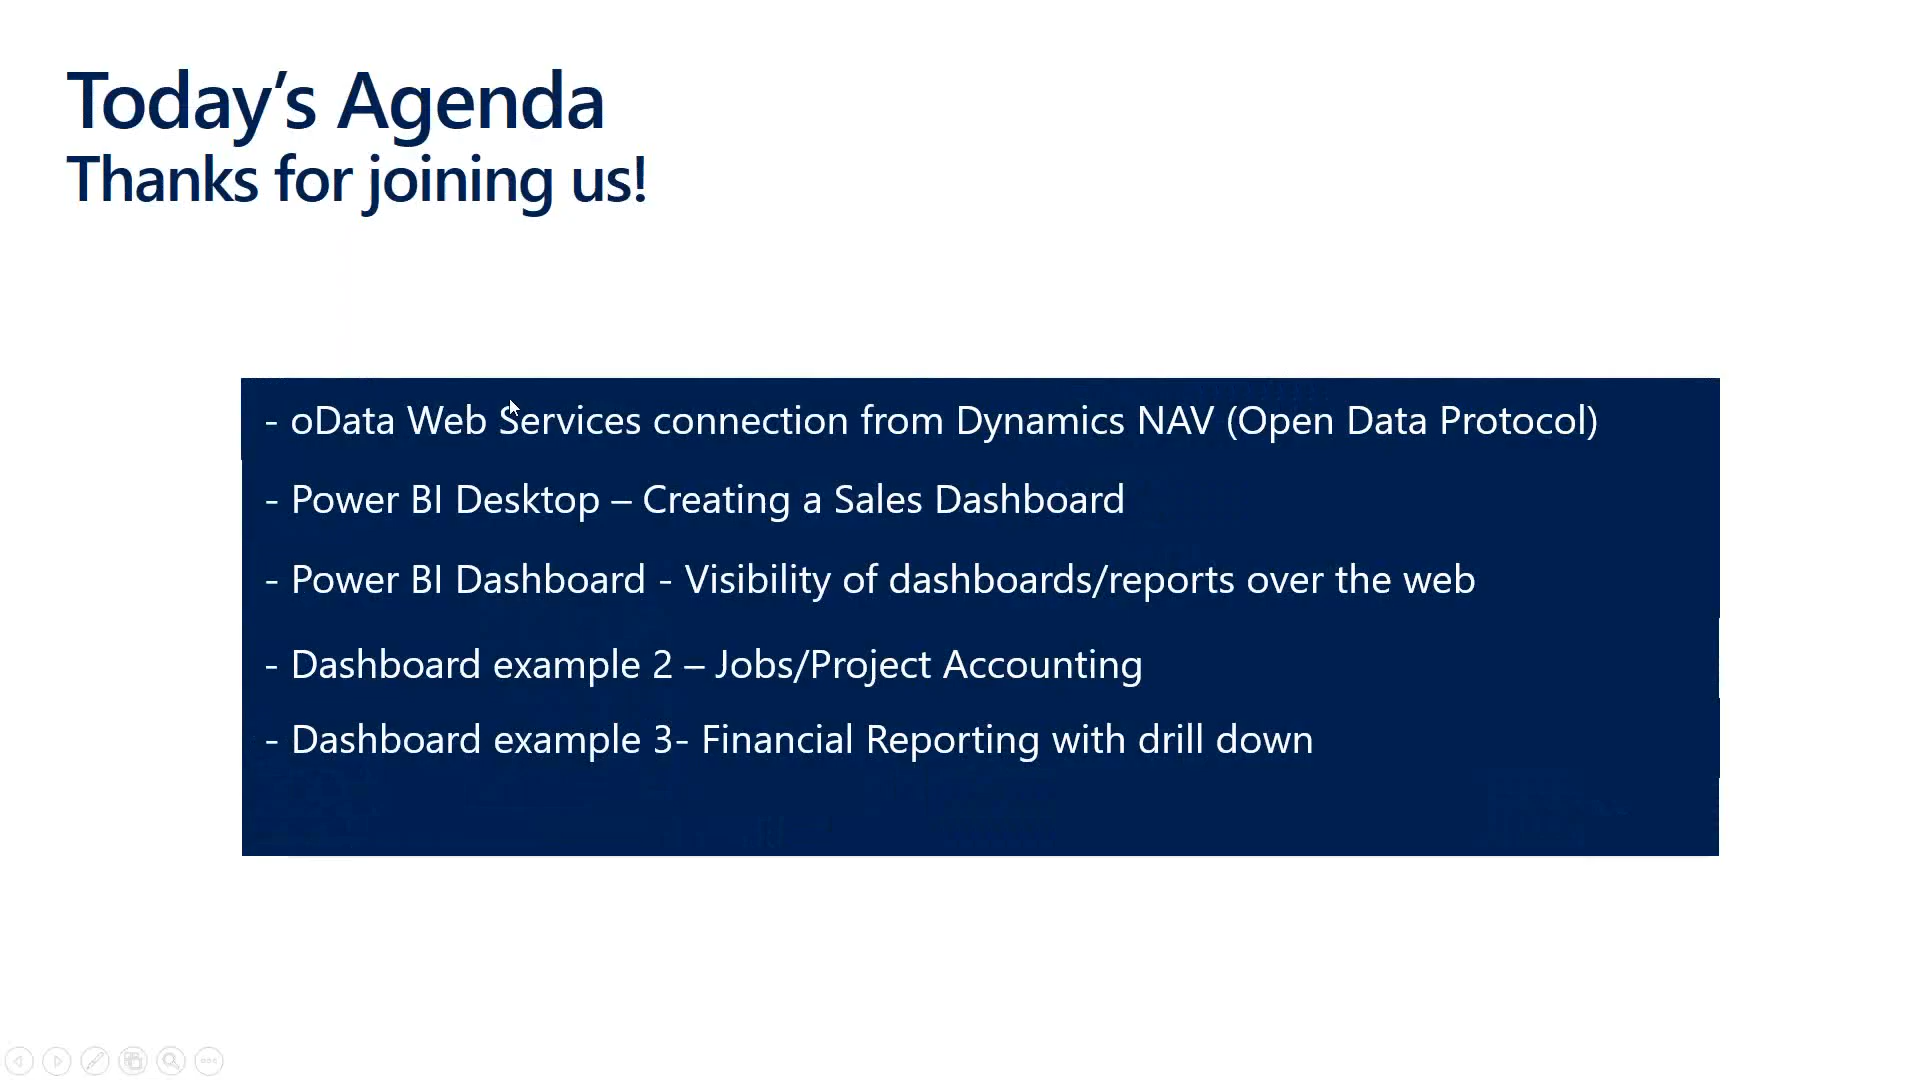 Today’s Agenda
Thanks for joining us!
- oData Web Services connection from Dynamics NAV (Open Data Protocol)
- Power BI Desktop – Creating a Sales Dashboard
- Power BI Dashboard - Visibility of dashboards/reports over the web
- Dashboard example 2 – Jobs/Project Accounting
- Dashboard example 3- Financial Reporting with drill down